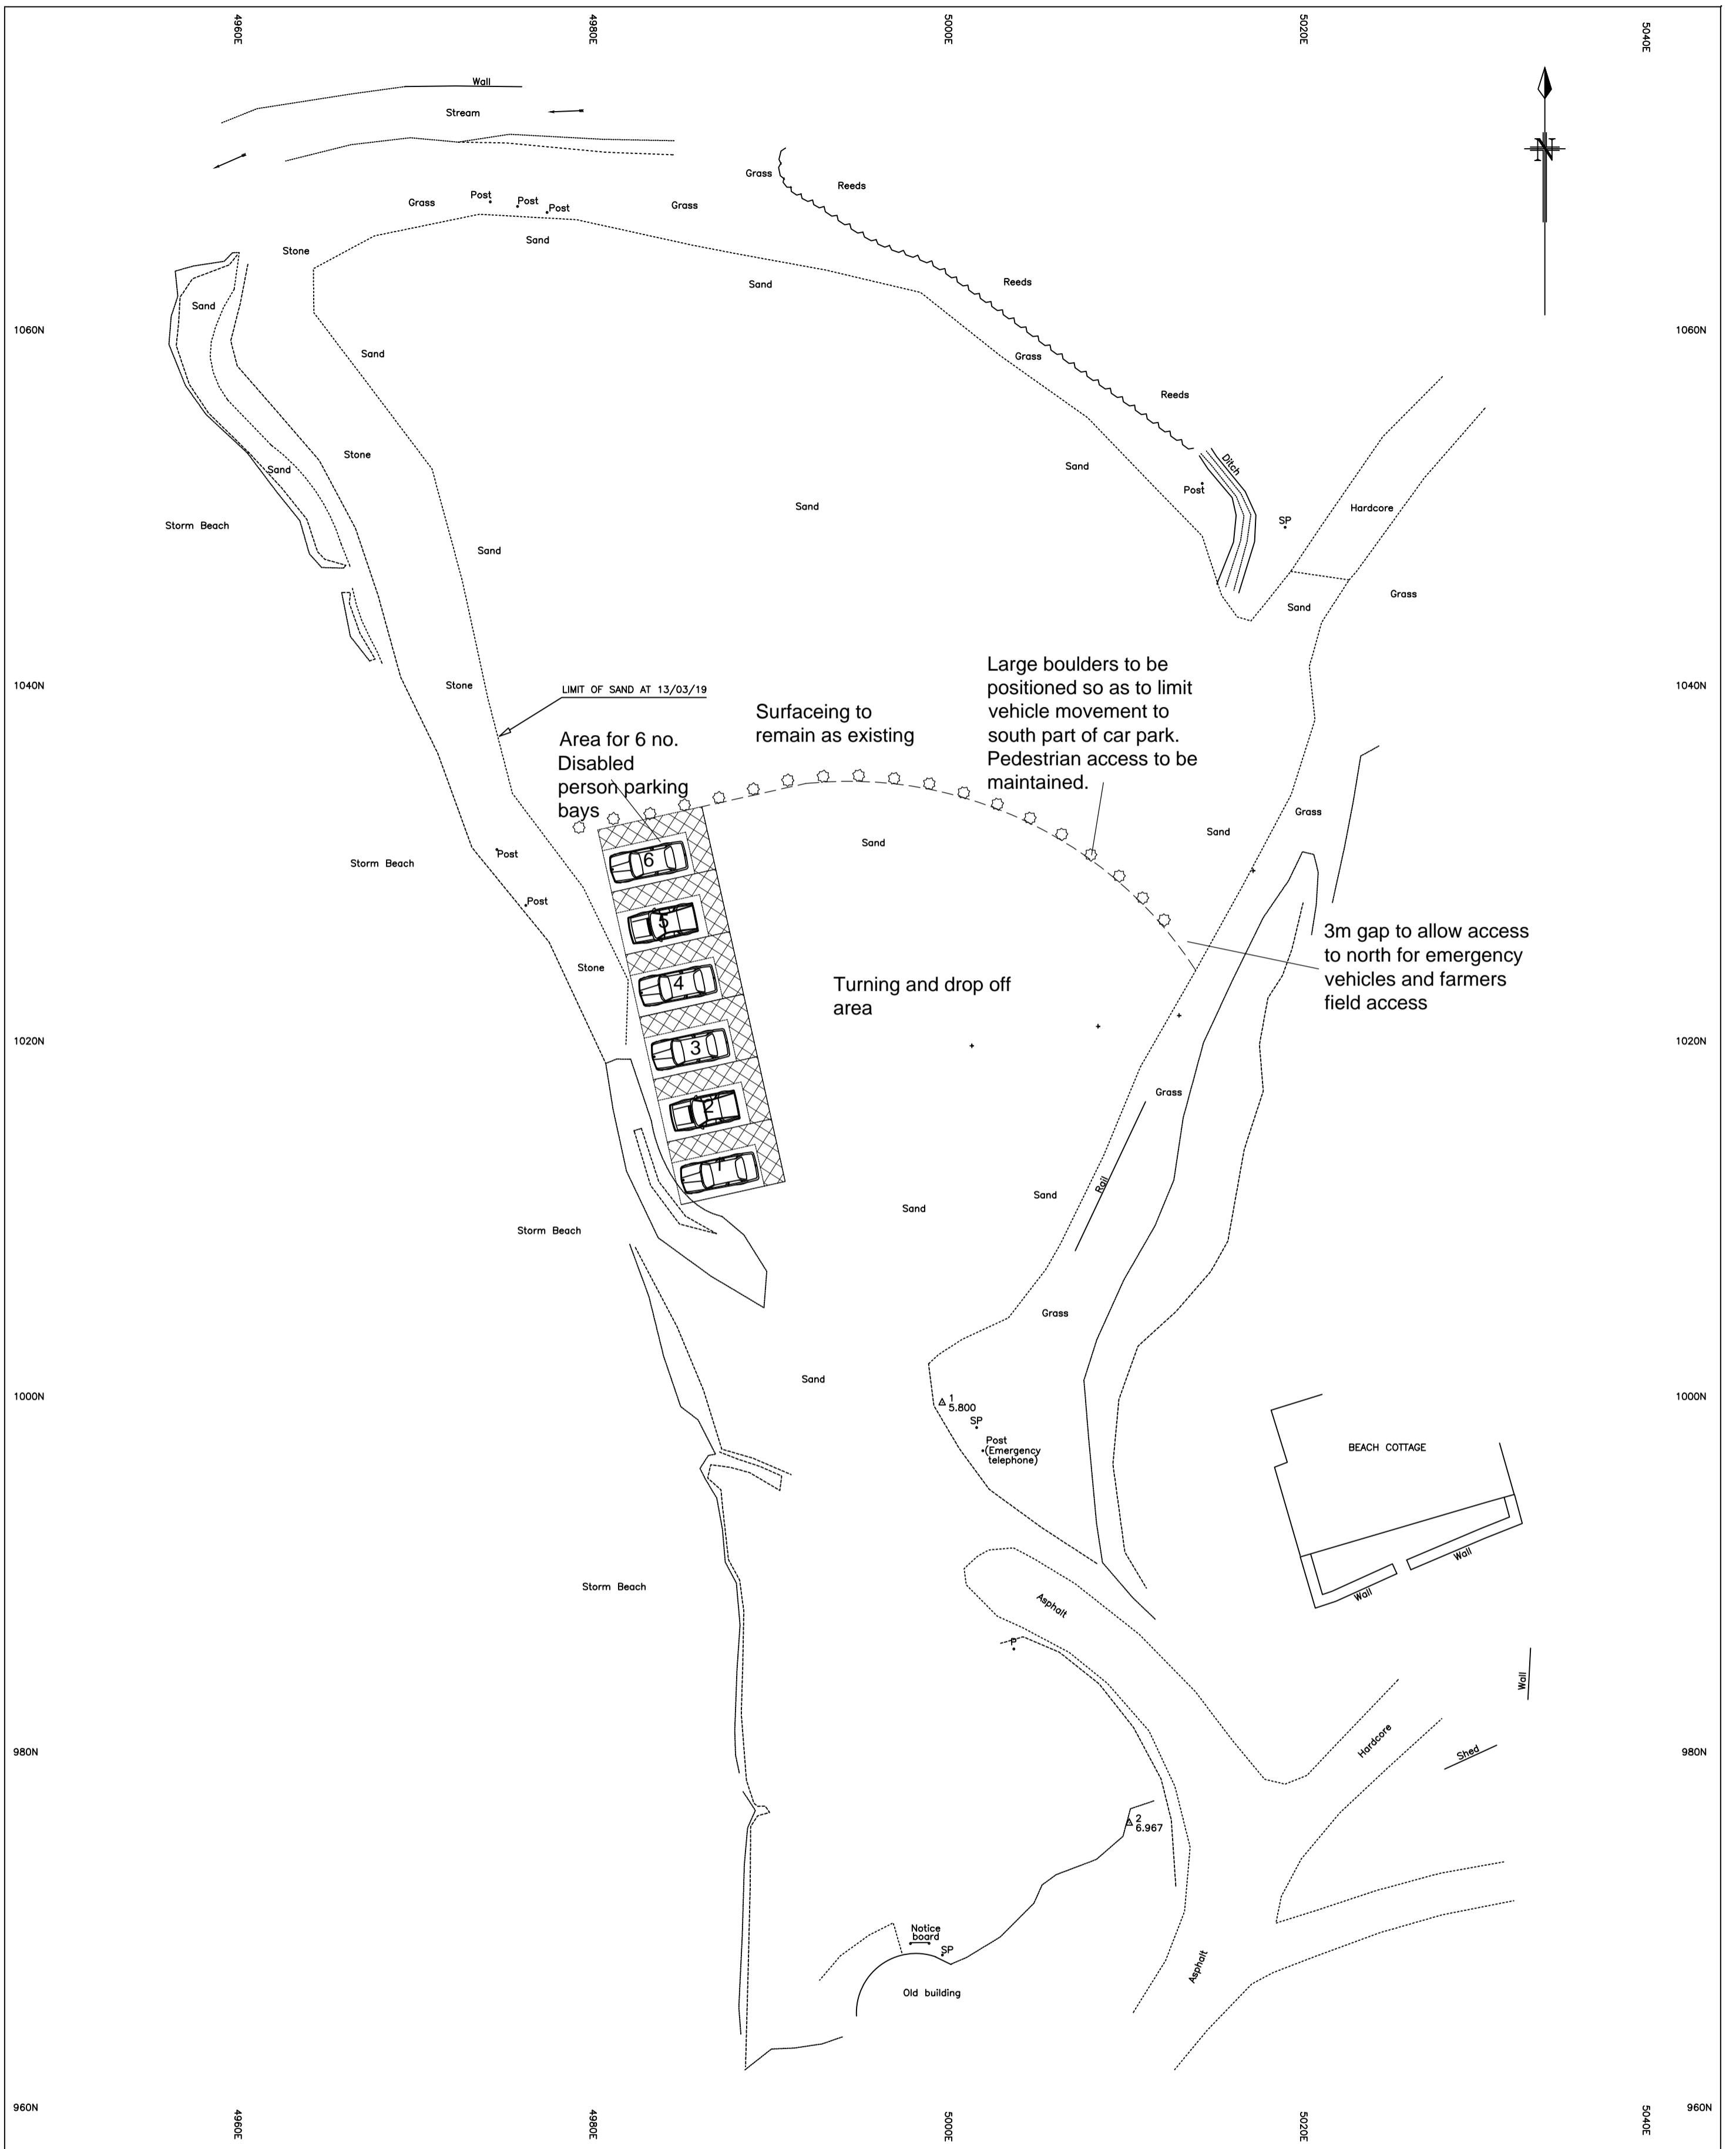 4960E
4980E
5000E
5020E
5040E
Wall
Stream
N
Grass
Reeds
Post
Post
Post
Grass
Grass
Sand
Stone
Sand
Reeds
Sand
1060N
1060N
Sand
Grass
Reeds
Stone
Ditch
Sand
Sand
Post
Sand
Hardcore
SP
Storm Beach
Sand
Grass
Sand
Large boulders to be
positioned so as to limit
vehicle movement to
south part of car park.
Pedestrian access to be
maintained.
1040N
Stone
LIMIT OF SAND AT 13/03/19
1040N
Surfaceing to
remain as existing
Area for 6 no.
Disabled
person parking
bays
Grass
Sand
Sand
Post
Storm Beach
6
Post
5
3m gap to allow access
to north for emergency
vehicles and farmers
field access
Stone
4
Turning and drop off
area
1020N
3
1020N
Grass
2
1
Rail
Sand
Sand
Storm Beach
Grass
Sand
1000N
1
5.800
1000N
SP
Post
(Emergency
telephone)
BEACH COTTAGE
Wall
Storm Beach
Wall
Asphalt
P
Wall
Hardcore
980N
Shed
980N
2
6.967
Notice
board
SP
Asphalt
Old building
960N
960N
4960E
4980E
5000E
5020E
5040E